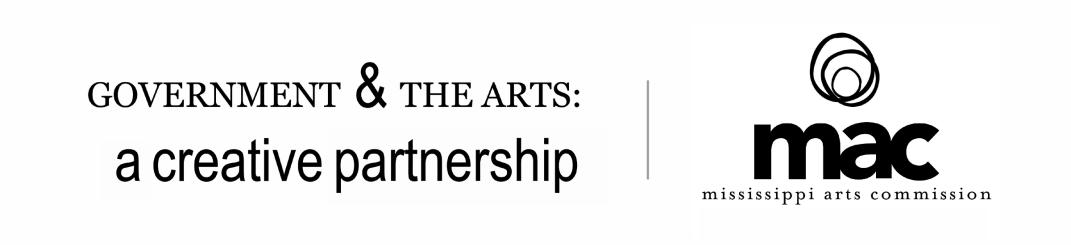 GOVERNMENT & THE ARTS:
a creative partnership
mac
mississippi arts commission